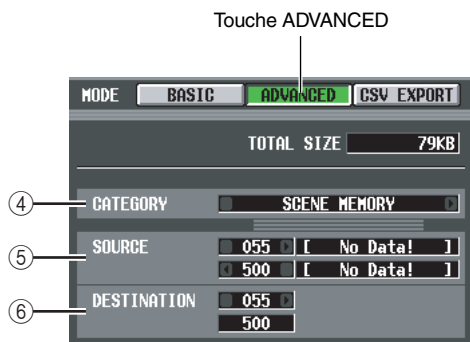 Touche ADVANCED
MODE BASIC ADVANCED CSV EXPORT
TOTAL SIZE 79KB
④ CATEGORY SCENE MEMORY
⑤ SOURCE 055 [ No Data! ]
500 [ No Data! ]
⑥ DESTINATION 055
500